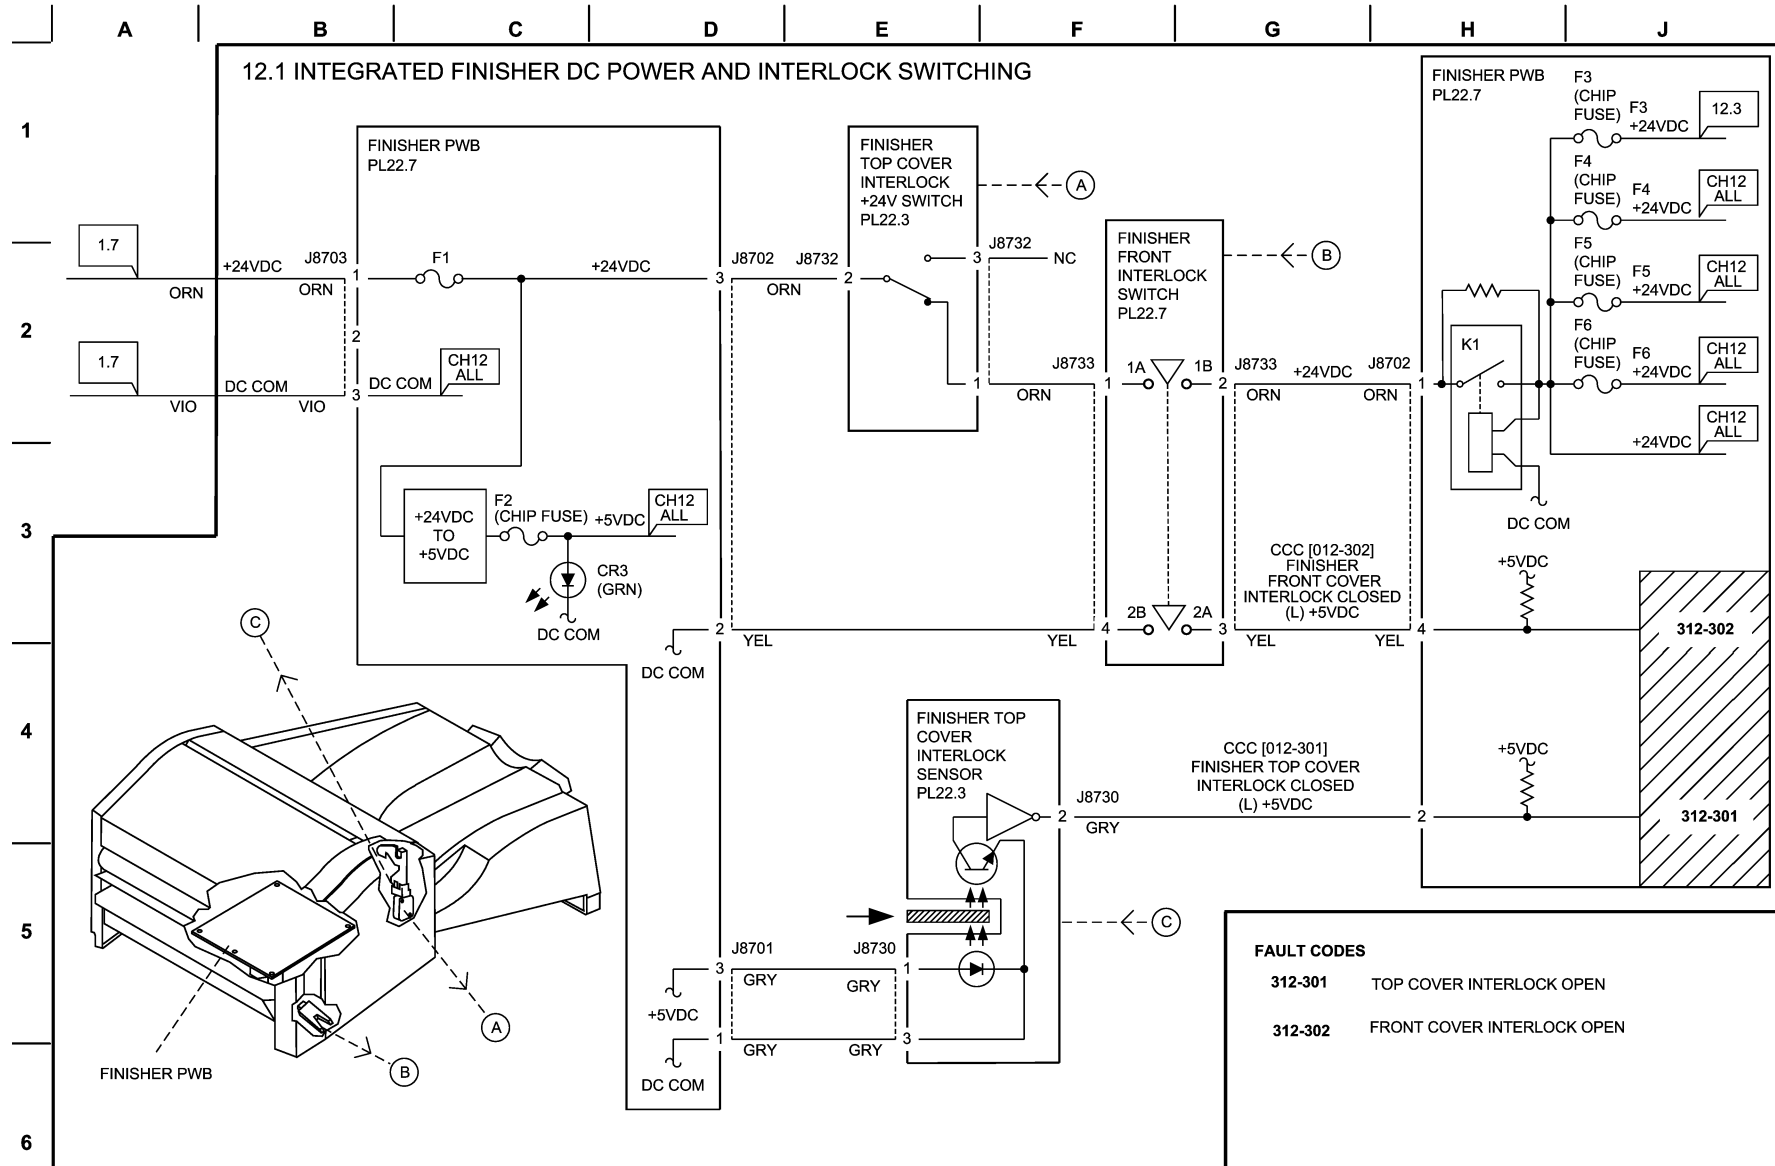 A B C D E F G H J
1
2
3
4
5
6
12.1 INTEGRATED FINISHER DC POWER AND INTERLOCK SWITCHING
1.7
+24VDC
ORN
ORN
J8703
1
2
3
1.7
DC COM
VIO
VIO
FINISHER PWB
PL22.7
F1
+24VDC
DC COM
CH12
ALL
+24VDC
TO
+5VDC
F2
(CHIP FUSE)
+5VDC
CH12
ALL
CR3
(GRN)
DC COM
J8702
3
ORN
2
YEL
DC COM
J8732
2
FINISHER
TOP COVER
INTERLOCK
+24V SWITCH
PL22.3
A
3
J8732
NC
1
ORN
J8733
1
FINISHER
FRONT
INTERLOCK
SWITCH
PL22.7
B
1A
1B
J8733
2
ORN
+24VDC
J8702
ORN
1
YEL
4
2B
2A
3
YEL
YEL
4
CCC [012-302]
FINISHER
FRONT COVER
INTERLOCK CLOSED
(L) +5VDC
FINISHER PWB
PL22.7
K1
DC COM
F3
(CHIP
FUSE)
F3
+24VDC
12.3
F4
(CHIP
FUSE)
F4
+24VDC
CH12
ALL
F5
(CHIP
FUSE)
F5
+24VDC
CH12
ALL
F6
(CHIP
FUSE)
F6
+24VDC
CH12
ALL
+24VDC
CH12
ALL
+5VDC
312-302
+5VDC
312-301
FINISHER TOP
COVER
INTERLOCK
SENSOR
PL22.3
J8730
2
GRY
CCC [012-301]
FINISHER TOP COVER
INTERLOCK CLOSED
(L) +5VDC
2
C
J8701
3
GRY
+5VDC
J8730
GRY
1
1
GRY
GRY
3
DC COM
C
A
B
FINISHER PWB
FAULT CODES
312-301 TOP COVER INTERLOCK OPEN
312-302 FRONT COVER INTERLOCK OPEN